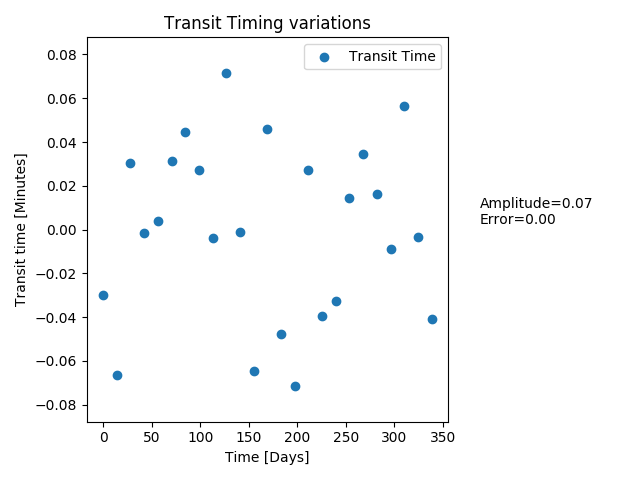 Transit Timing variations
Transit Time
0.08
0.06
0.04
0.02
0.00
−0.02
−0.04
−0.06
−0.08
Transit time [Minutes]
Amplitude=0.07
Error=0.00
0 50 100 150 200 250 300 350
Time [Days]